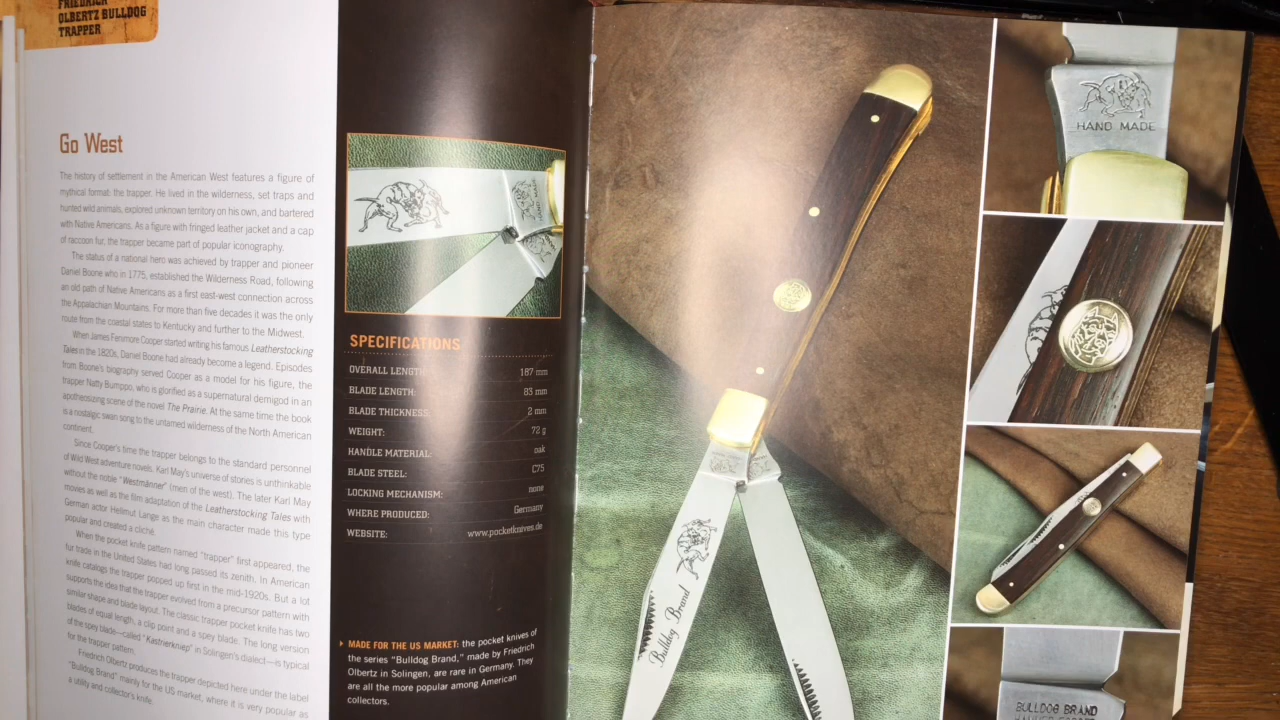 FRIEDRICH
OLBERTZ BULLDOG
TRAPPER
Go West
The history of settlement in the American West features a figure of
mythical format: the trapper. He lived in the wilderness, set traps and
hunted wild animals, explored unknown territory on his own, and bartered
with Native Americans. As a figure with fringed leather jacket and a cap
of raccoon fur, the trapper became part of popular iconography.
The status of a national hero was achieved by trapper and pioneer
Daniel Boone who in 1775, established the Wilderness Road, following
an old path of Native Americans as a first east-west connection across
the Appalachian Mountains. For more than five decades it was the only
route from the coastal states to Kentucky and further to the Midwest.
When James Fenimore Cooper started writing his famous Leatherstocking
Tales in the 1820s, Daniel Boone had already become a legend. Episodes
from Boone's biography served Cooper as a model for his figure, the
trapper Natty Bumppo, who is glorified as a supernatural demigod in an
apotheosizing scene of the novel The Prairie. At the same time the book
is a nostalgic swan song to the untamed wilderness of the North American
continent.
Since Cooper's time the trapper belongs to the standard personnel
of Wild West adventure novels. Karl May's universe of stories is unthinkable
without the noble "Westmänner" (men of the west). The later Karl May
movies as well as the film adaptation of the Leatherstocking Tales with
German actor Hellmut Lange as the main character made this type
popular and created a cliché.
When the pocket knife pattern named "trapper" first appeared, the
fur trade in the United States had long passed its zenith. In American
knife catalogs the trapper popped up first in the mid-1920s. But a lot
supports the idea that the trapper evolved from a precursor pattern with
similar shape and blade layout. The classic trapper pocket knife has two
blades of equal length, a clip point and a spey blade. The long version
of the spey blade—called "Kastrierkniep" in Solingen's dialect—is typical
for the trapper pattern.
Friedrich Olbertz produces the trapper depicted here under the label
"Bulldog Brand" mainly for the US market, where it is very popular as
a utility and collector's knife.
HAND MADE
SPECIFICATIONS
OVERALL LENGTH: 187 mm
BLADE LENGTH: 83 mm
BLADE THICKNESS: 2 mm
WEIGHT: 72 g
HANDLE MATERIAL: oak
BLADE STEEL: C75
LOCKING MECHANISM: none
WHERE PRODUCED: Germany
WEBSITE: www.pocketknives.de
MADE FOR THE US MARKET: the pocket knives of
the series "Bulldog Brand," made by Friedrich
Olbertz in Solingen, are rare in Germany. They
are all the more popular among American
collectors.
Bulldog Brand
HAND MADE
BULLDOG BRAND